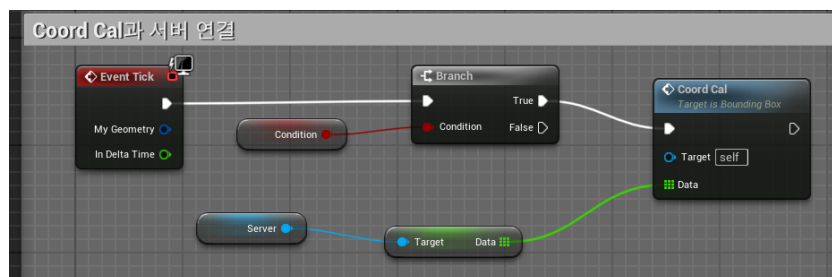 Coord Cal과 서버 연결
Event Tick
My Geometry
In Delta Time
Condition
Branch
True
Condition
False
Coord Cal
Target is Bounding Box
Target self
Data
Server
Target Data